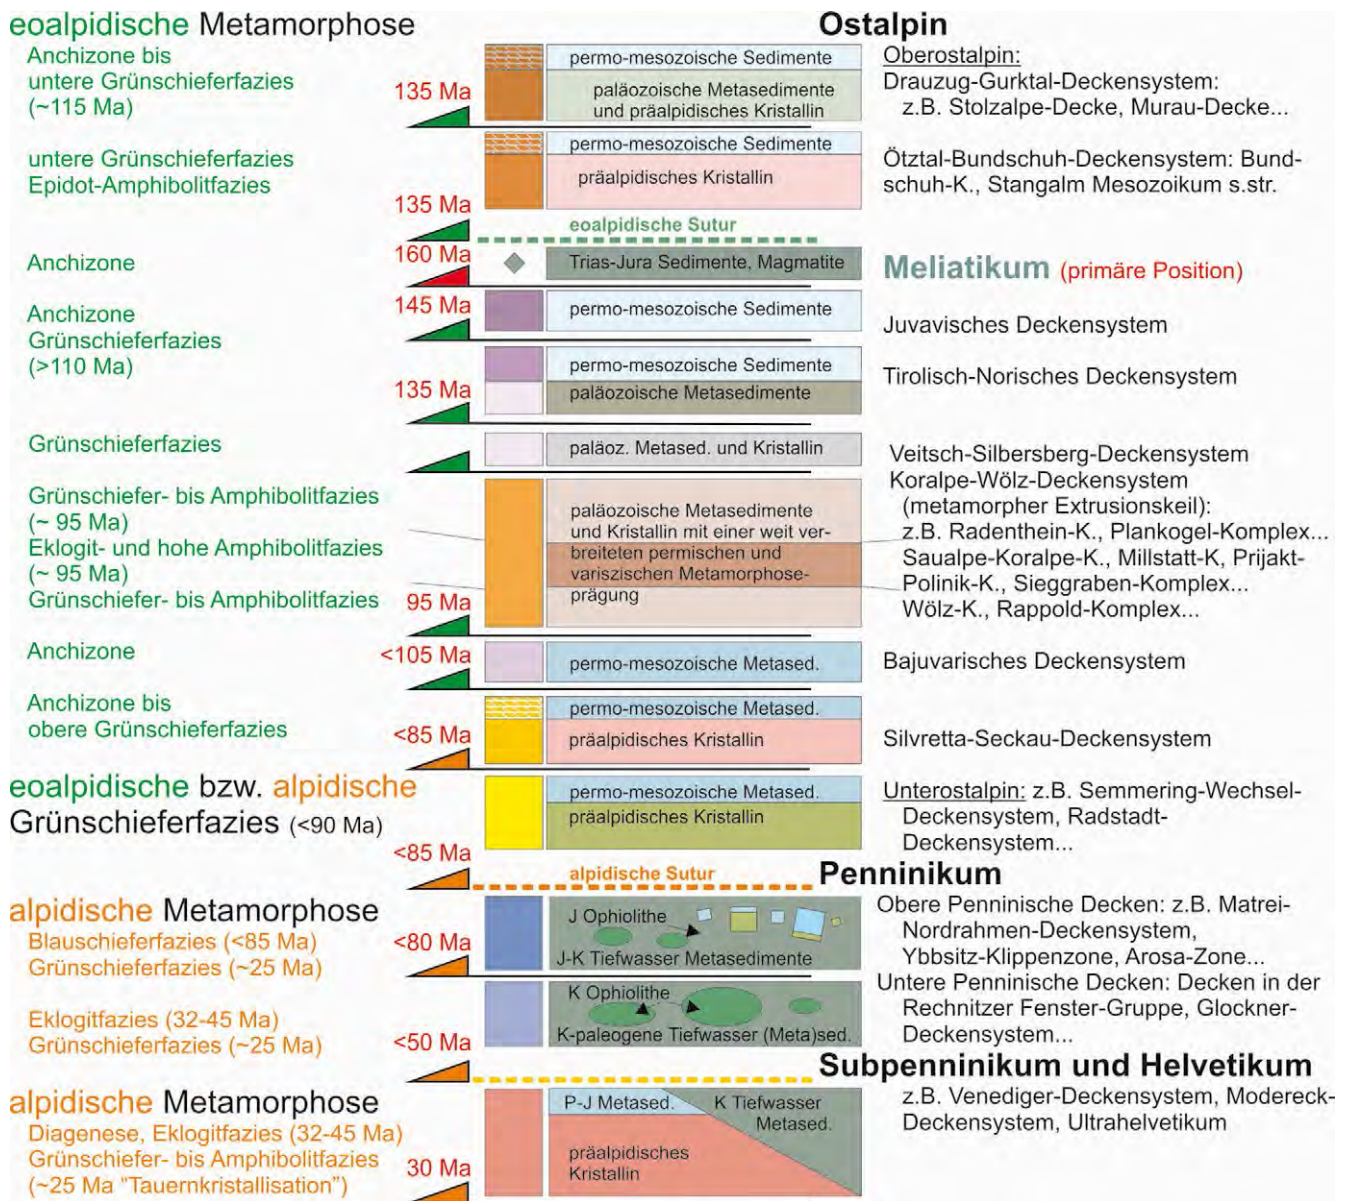 eoalpidische Metamorphose
Ostalpin
Anchizone bis
untere Grünschieferfazies
(~115 Ma)
135 Ma
permo-mesozoische Sedimente
paläozoische Metasedimente
und präalpidisches Kristallin
Oberostalpin:
Drauzug-Gurktal-Deckensystem:
z.B. Stolzalpe-Decke, Murau-Decke...
untere Grünschieferfazies
Epidot-Amphibolitfazies
135 Ma
permo-mesozoische Sedimente
präalpidisches Kristallin
Ötztal-Bundschuh-Deckensystem: Bund-
schuh-K., Stangalm Mesozoikum s.str.
eoalpidische Sutur
Anchizone
160 Ma
Trias-Jura Sedimente, Magmatite
Meliatikum (primäre Position)
Anchizone
Grünschieferfazies
(>110 Ma)
145 Ma
permo-mesozoische Sedimente
Juvavisches Deckensystem
135 Ma
permo-mesozoische Sedimente
paläozoische Metasedimente
Tirolisch-Norisches Deckensystem
Grünschieferfazies
paläoz. Metased. und Kristallin
Veitsch-Silbersberg-Deckensystem
Grünschiefer- bis Amphibolitfazies
(~ 95 Ma)
Eklogit- und hohe Amphibolitfazies
(~ 95 Ma)
Grünschiefer- bis Amphibolitfazies
95 Ma
paläozoische Metasedimente
und Kristallin mit einer weit ver-
breiteten permischen und
variszischen Metamorphose-
prägung
Koralpe-Wölz-Deckensystem
(metamorpher Extrusionskeil):
z.B. Radenthein-K., Plankogel-Komplex...
Saualpe-Koralpe-K., Millstatt-K, Prijakt-
Polinik-K., Sieggraben-Komplex...
Wölz-K., Rappold-Komplex...
Anchizone
<105 Ma
permo-mesozoische Metased.
Bajuvarisches Deckensystem
Anchizone bis
obere Grünschieferfazies
<85 Ma
permo-mesozoische Metased.
präalpidisches Kristallin
Silvretta-Seckau-Deckensystem
eoalpidische bzw. alpidische
Grünschieferfazies (<90 Ma)
<85 Ma
permo-mesozoische Metased.
präalpidisches Kristallin
Unterostalpin: z.B. Semmering-Wechsel-
Deckensystem, Radstadt-
Deckensystem...
alpidische Sutur
Penninikum
alpidische Metamorphose
Blauschieferfazies (<85 Ma)
Grünschieferfazies (~25 Ma)
<80 Ma
J Ophiolithe
J-K Tiefwasser Metasedimente
Obere Penninische Decken: z.B. Matrei-
Nordrahmen-Deckensystem,
Ybbsitz-Klippenzone, Arosa-Zone...
Eklogitfazies (32-45 Ma)
Grünschieferfazies (~25 Ma)
<50 Ma
K Ophiolithe
K-paleogene Tiefwasser (Meta)sed.
Untere Penninische Decken: Decken in der
Rechnitzer Fenster-Gruppe, Glockner-
Deckensystem...
Subpenninikum und Helvetikum
alpidische Metamorphose
Diagenese, Eklogitfazies (32-45 Ma)
Grünschiefer- bis Amphibolitfazies
(~25 Ma "Tauernkristallisation")
30 Ma
P-J Metased.
K Tiefwasser
Metased.
präalpidisches
Kristallin
z.B. Venediger-Deckensystem, Modereck-
Deckensystem, Ultrahelvetikum